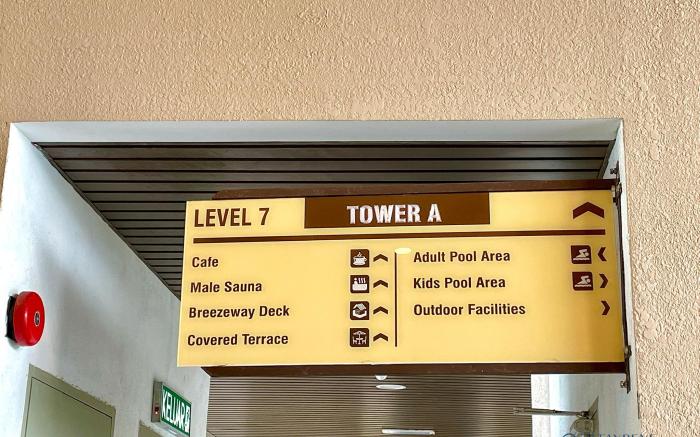 LEVEL 7
TOWER A
Cafe
Male Sauna
Breezeway Deck
Covered Terrace
Adult Pool Area
Kids Pool Area
Outdoor Facilities
KELUAR